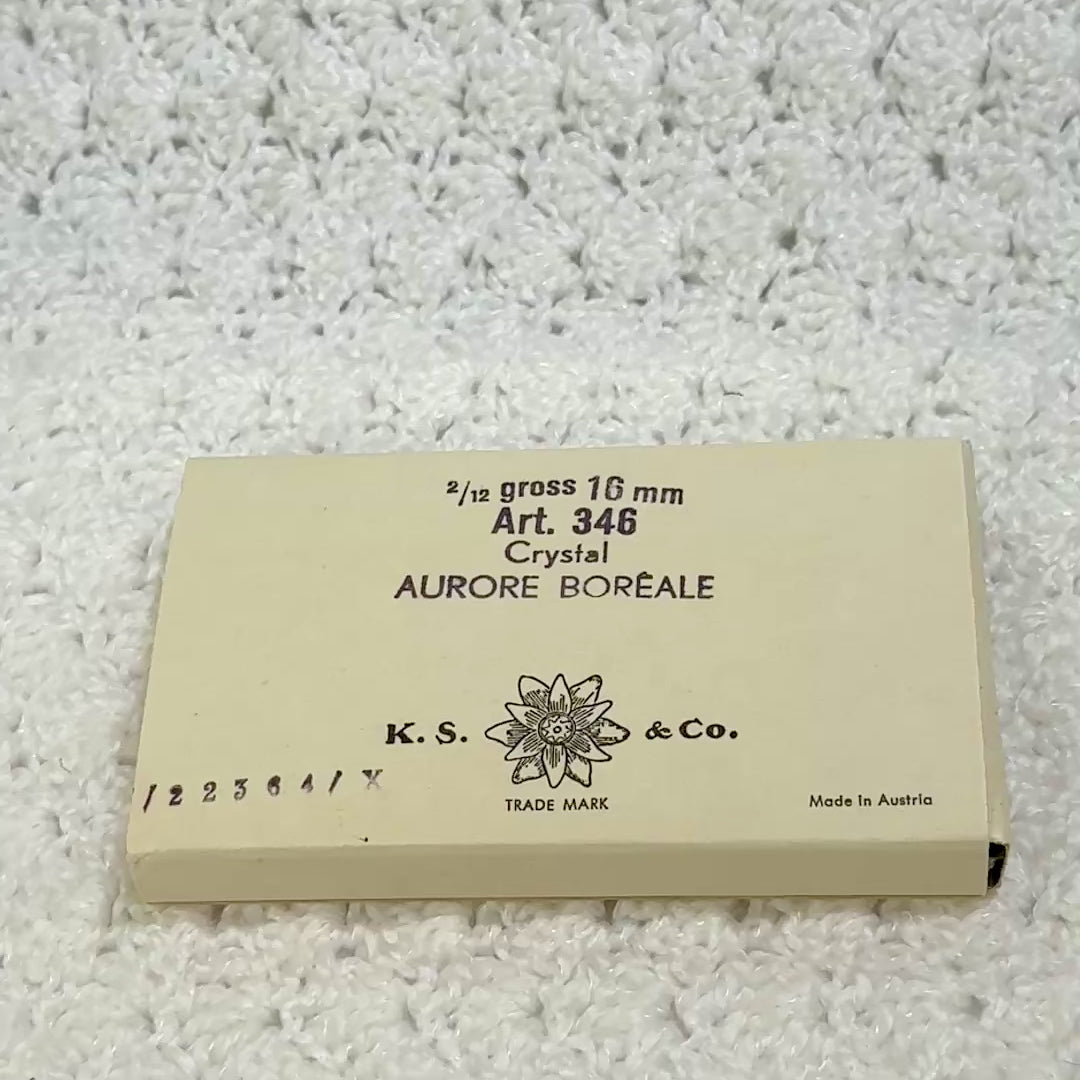 2/12 gross 16 mm
Art. 346
Crystal
AURORE BORÉALE
K. S. & Co.
/ 2 2 3 6 4 / X
TRADE MARK
Made in Austria